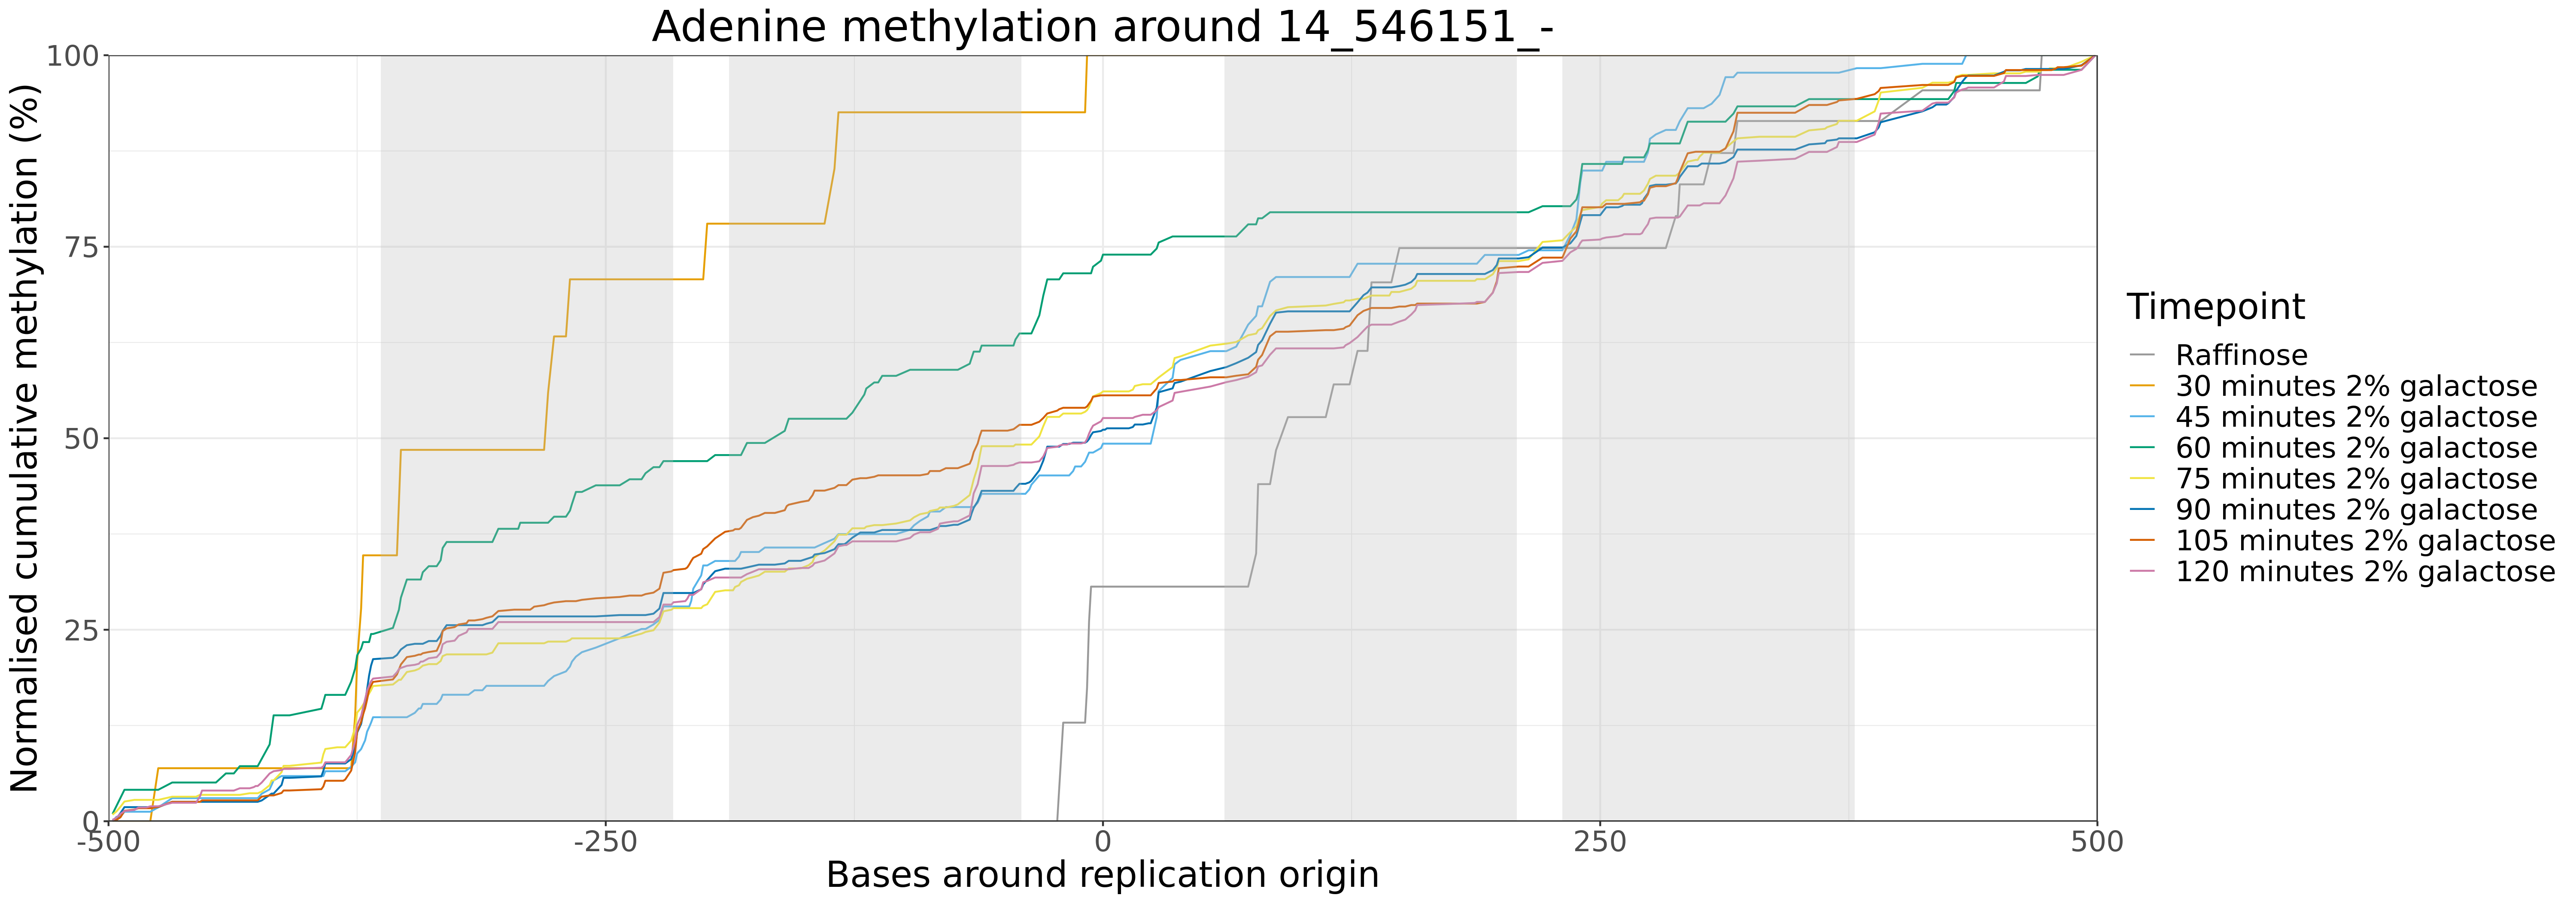 Adenine methylation around 14_546151_-
Normalised cumulative methylation (%)
100
75
50
25
0
-500
-250
0
250
500
Bases around replication origin
Timepoint
Raffinose
30 minutes 2% galactose
45 minutes 2% galactose
60 minutes 2% galactose
75 minutes 2% galactose
90 minutes 2% galactose
105 minutes 2% galactose
120 minutes 2% galactose